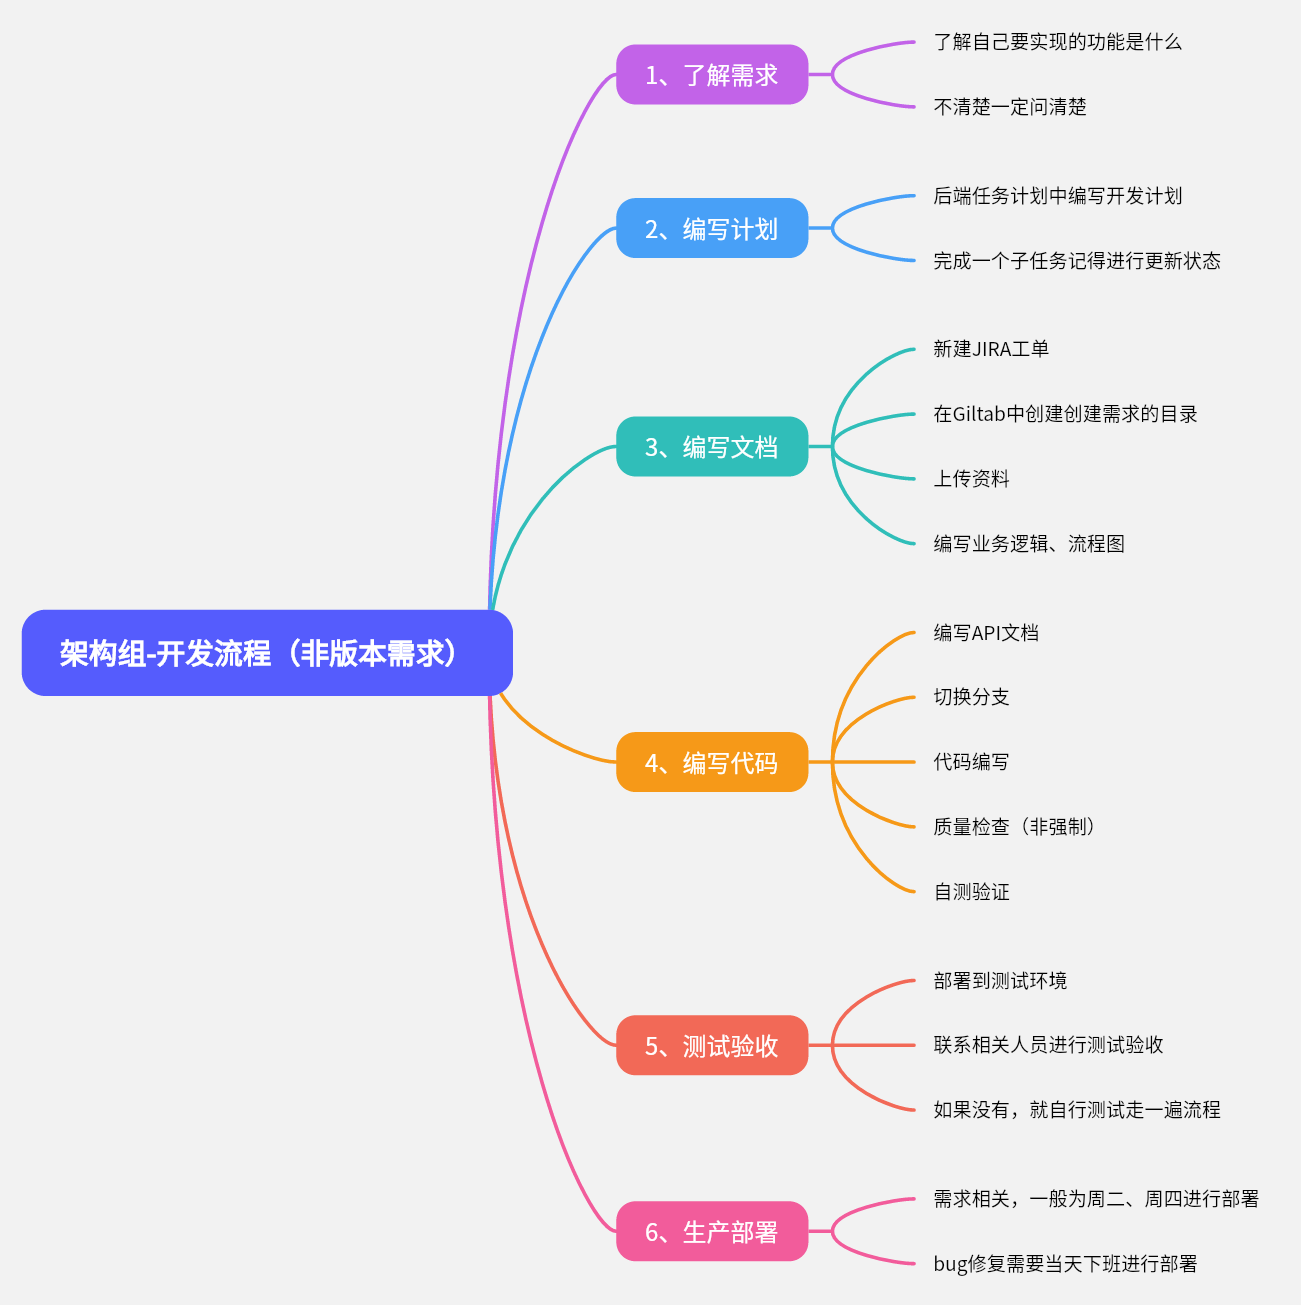 架构组-开发流程（非版本需求）
1、了解需求
了解自己要实现的功能是什么
不清楚一定问清楚
2、编写计划
后端任务计划中编写开发计划
完成一个子任务记得进行更新状态
3、编写文档
新建JIRA工单
在Giltab中创建创建需求的目录
上传资料
编写业务逻辑、流程图
4、编写代码
编写API文档
切换分支
代码编写
质量检查（非强制）
自测验证
5、测试验收
部署到测试环境
联系相关人员进行测试验收
如果没有，就自行测试走一遍流程
6、生产部署
需求相关，一般为周二、周四进行部署
bug修复需要当天下班进行部署